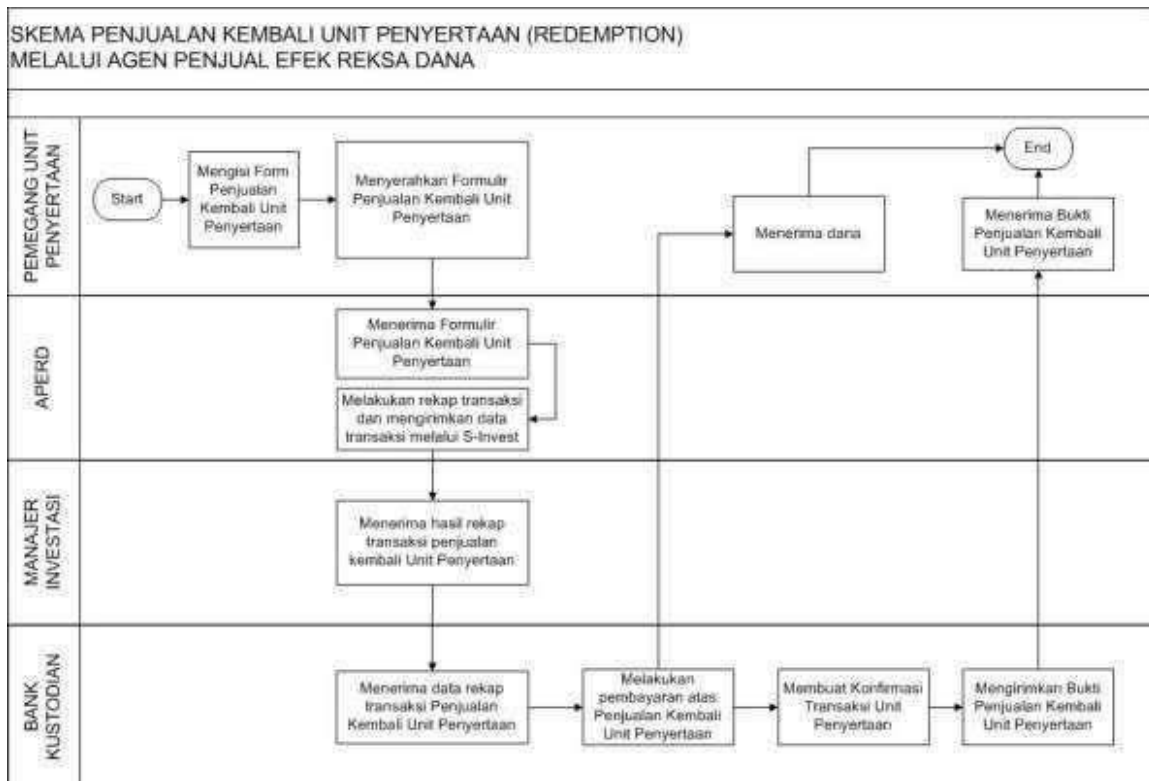 SKEMA PENJUALAN KEMBALI UNIT PENYERTAAN (REDEMPTION)
MELALUI AGEN PENJUAL EFEK REKSA DANA
PEMEGANG UNIT
PENYERTAAN
Start
Mengisi Form
Penjualan
Kembali Unit
Penyertaan
Menyerahkan Formulir
Penjualan Kembali Unit
Penyertaan
Menerima dana
End
Menerima Bukti
Penjualan Kembali
Unit Penyertaan
APERD
Menerima Formulir
Penjualan Kembali Unit
Penyertaan
Melakukan rekap transaksi
dan mengirimkan data
transaksi melalui S-Invest
MANAJER
INVESTASI
Menerima hasil rekap
transaksi penjualan
kembali Unit Penyertaan
BANK
KUSTODIAN
Menerima data rekap
transaksi Penjualan
Kembali Unit Penyertaan
Melakukan
pembayaran atas
Penjualan Kembali
Unit Penyertaan
Membuat Konfirmasi
Transaksi Unit
Penyertaan
Mengirimkan Bukti
Penjualan Kembali
Unit Penyertaan